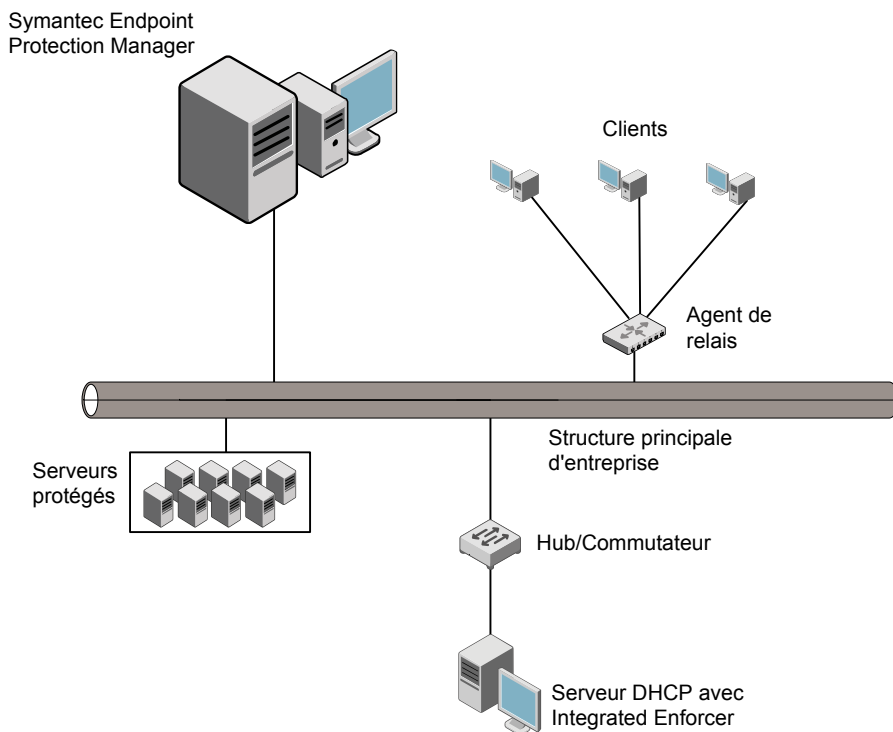 Symantec Endpoint
Protection Manager
Clients
Agent de
relais
Structure principale
d'entreprise
Serveurs
protégés
Hub/Commutateur
Serveur DHCP avec
Integrated Enforcer